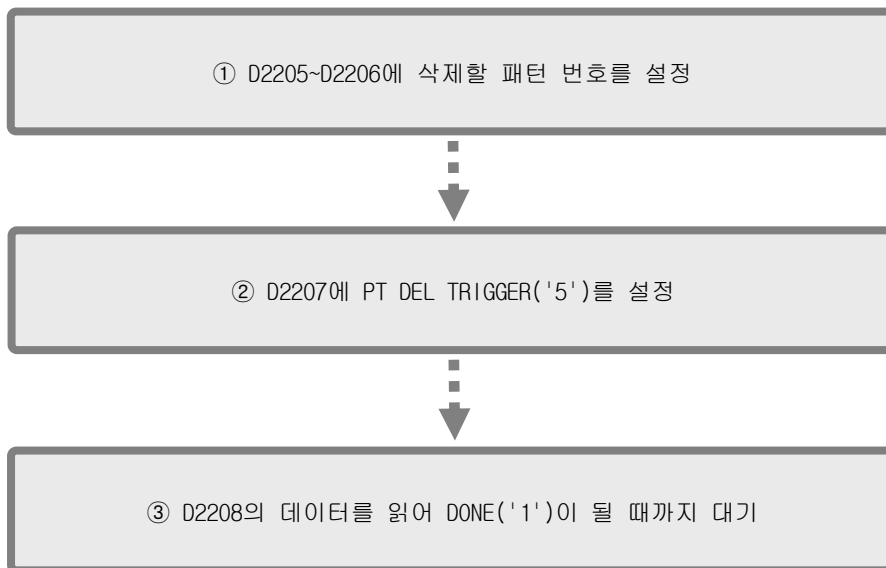 ① D2205~D2206에 삭제할 패턴 번호를 설정
② D2207에 PT DEL TRIGGER('5')를 설정
③ D2208의 데이터를 읽어 DONE('1')이 될 때까지 대기